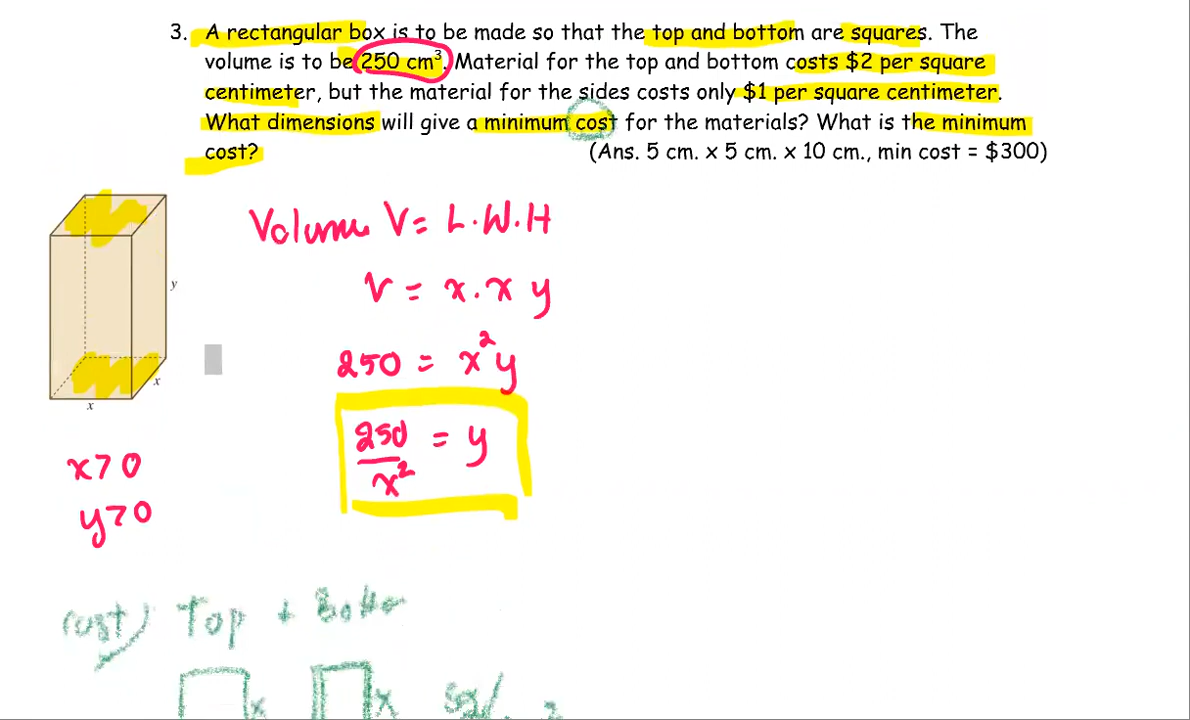 3. A rectangular box is to be made so that the top and bottom are squares. The
volume is to be 250 cm³. Material for the top and bottom costs $2 per square
centimeter, but the material for the sides costs only $1 per square centimeter.
What dimensions will give a minimum cost for the materials? What is the minimum
cost? (Ans. 5 cm. x 5 cm. x 10 cm., min cost = $300)
Volume V = L.W.H
V = x.x y
y
250 = x²y
x
x
250/x² = y
x>0
y>0
cost) Top +
x x